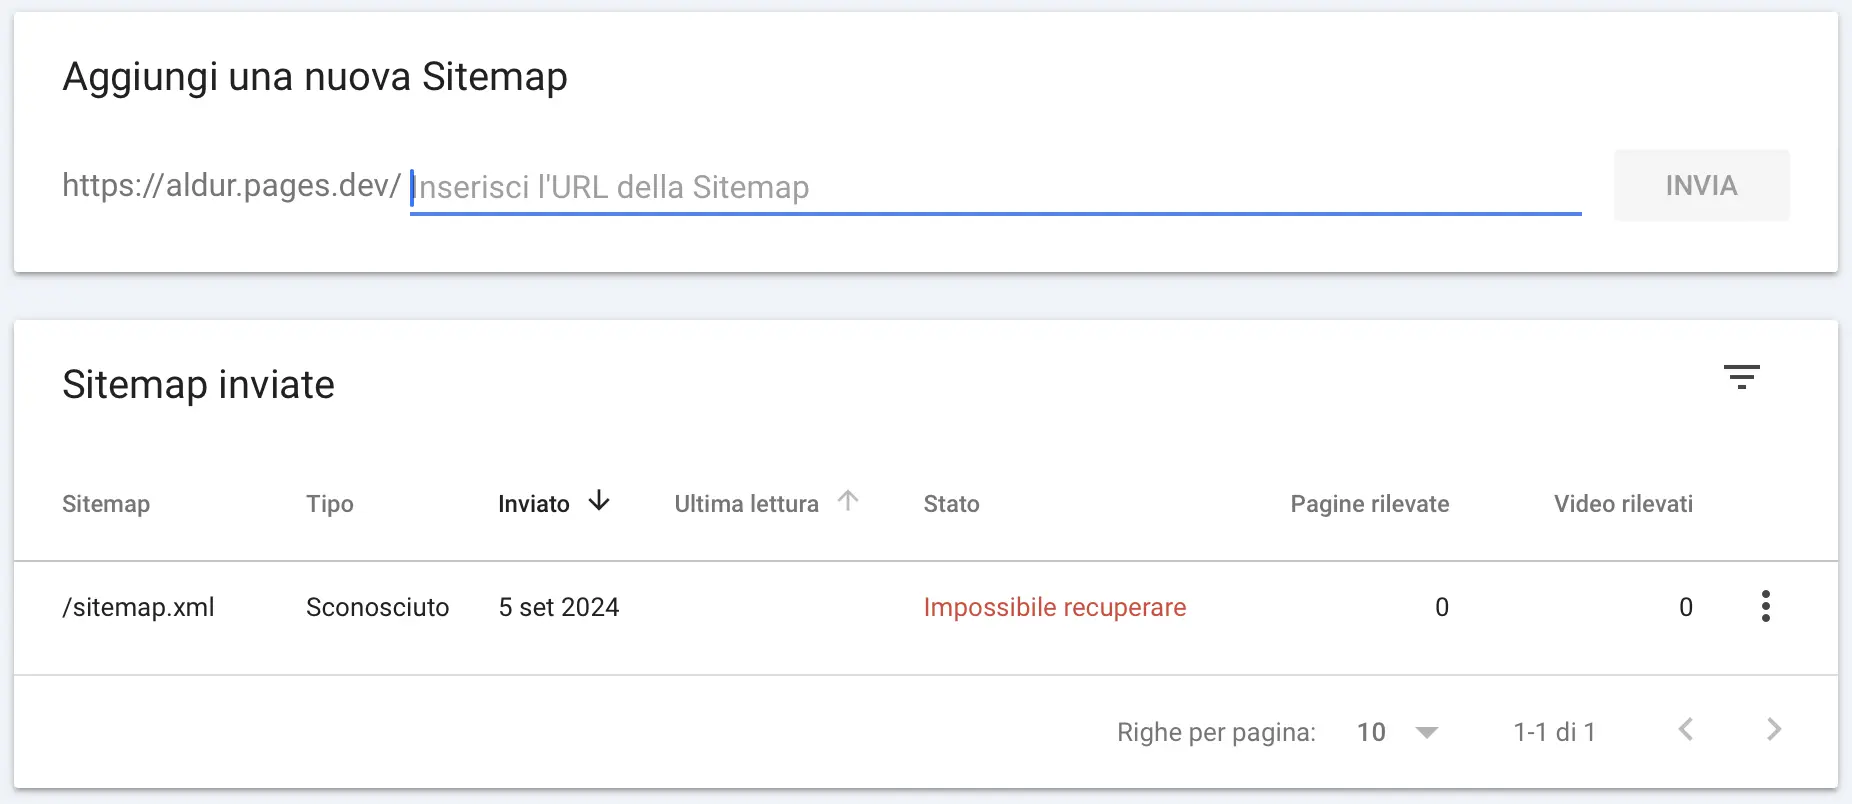 Aggiungi una nuova Sitemap
https://aldur.pages.dev/ Inserisci l'URL della Sitemap INVIA
Sitemap inviate
Sitemap Tipo Inviato Ultima lettura Stato Pagine rilevate Video rilevati
/sitemap.xml Sconosciuto 5 set 2024 Impossibile recuperare 0 0
Righe per pagina: 10 1-1 di 1